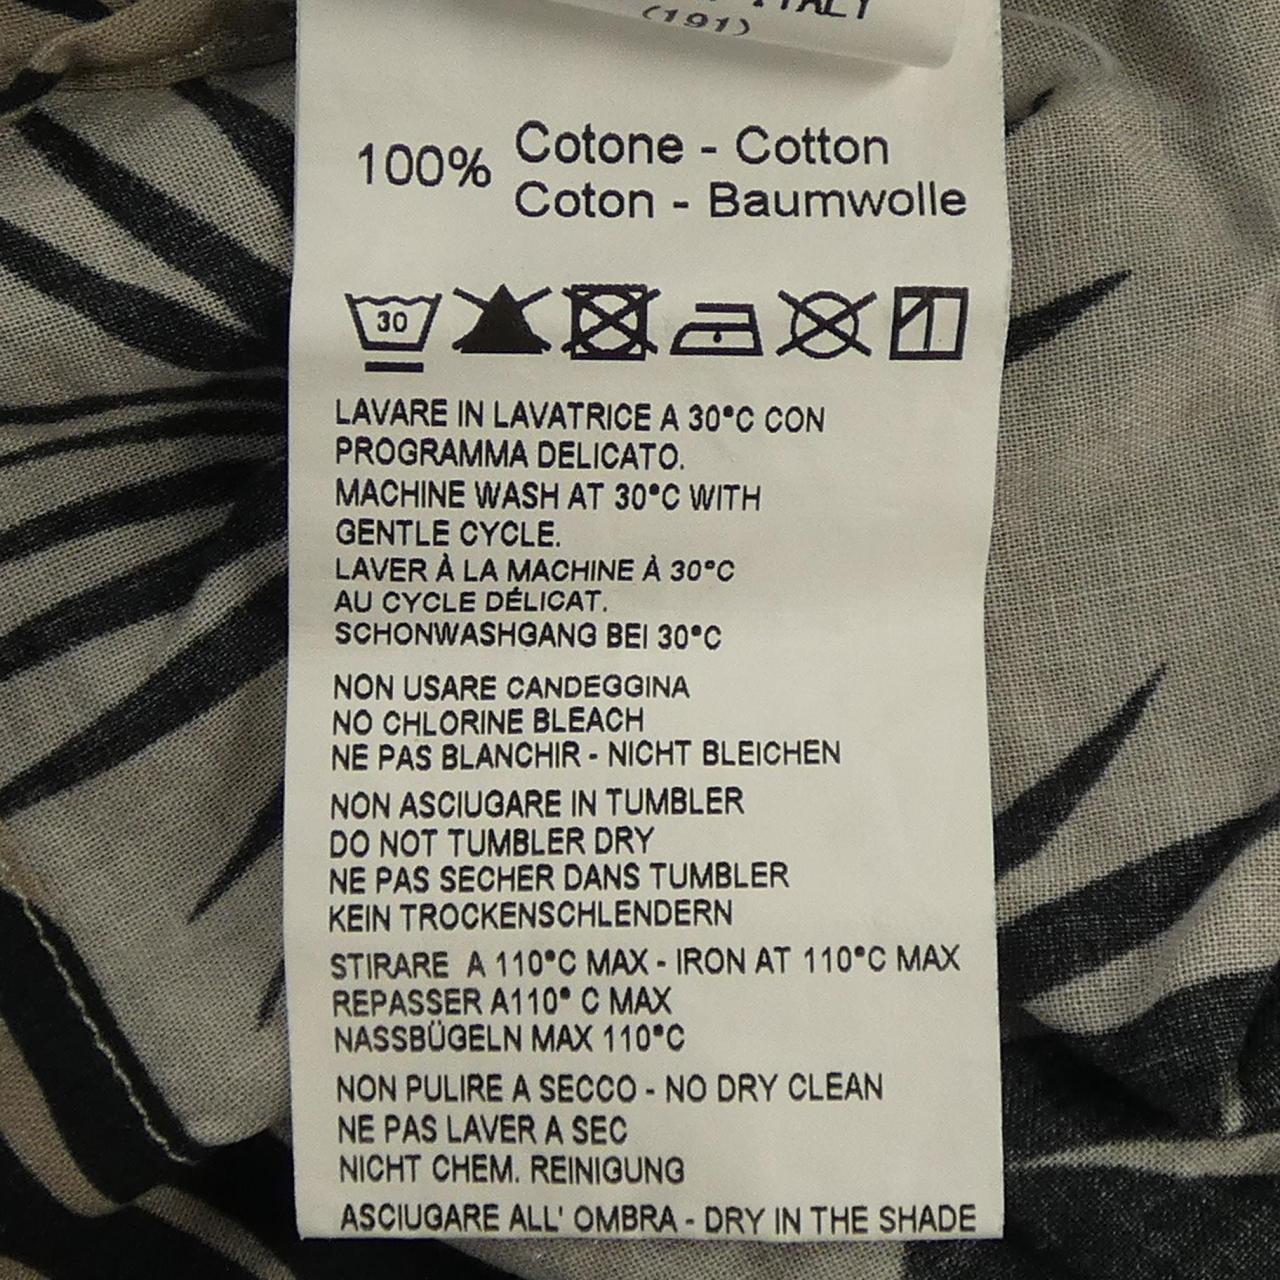 ITALY
(191)
100% Cotone - Cotton
Coton - Baumwolle
30
LAVARE IN LAVATRICE A 30°C CON
PROGRAMMA DELICATO.
MACHINE WASH AT 30°C WITH
GENTLE CYCLE.
LAVER À LA MACHINE À 30°C
AU CYCLE DÉLICAT.
SCHONWASHGANG BEI 30°C
NON USARE CANDEGGINA
NO CHLORINE BLEACH
NE PAS BLANCHIR - NICHT BLEICHEN
NON ASCIUGARE IN TUMBLER
DO NOT TUMBLER DRY
NE PAS SECHER DANS TUMBLER
KEIN TROCKENSCHLENDERN
STIRARE A 110°C MAX - IRON AT 110°C MAX
REPASSER A110° C MAX
NASSBÜGELN MAX 110°C
NON PULIRE A SECCO - NO DRY CLEAN
NE PAS LAVER A SEC
NICHT CHEM. REINIGUNG
ASCIUGARE ALL' OMBRA - DRY IN THE SHADE